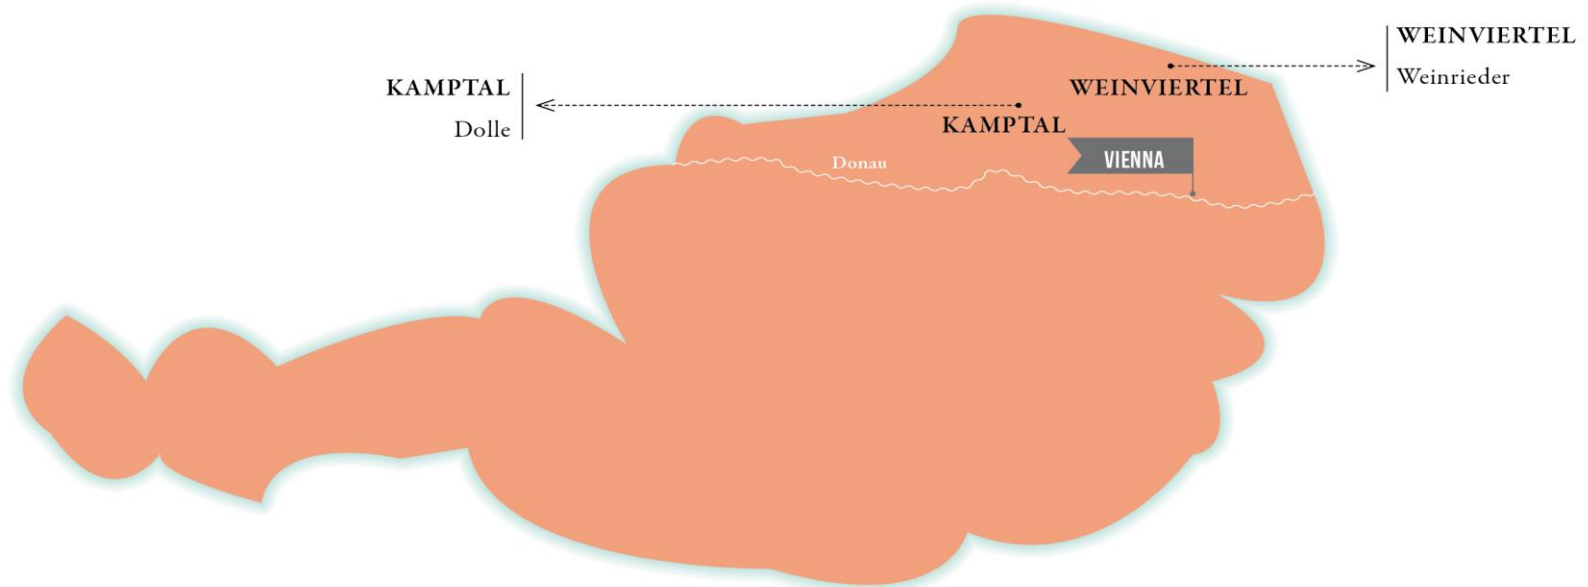 WEINVIERTEL
Weinrieder
KAMPTAL
Dolle
WEINVIERTEL
KAMPTAL
VIENNA
Donau